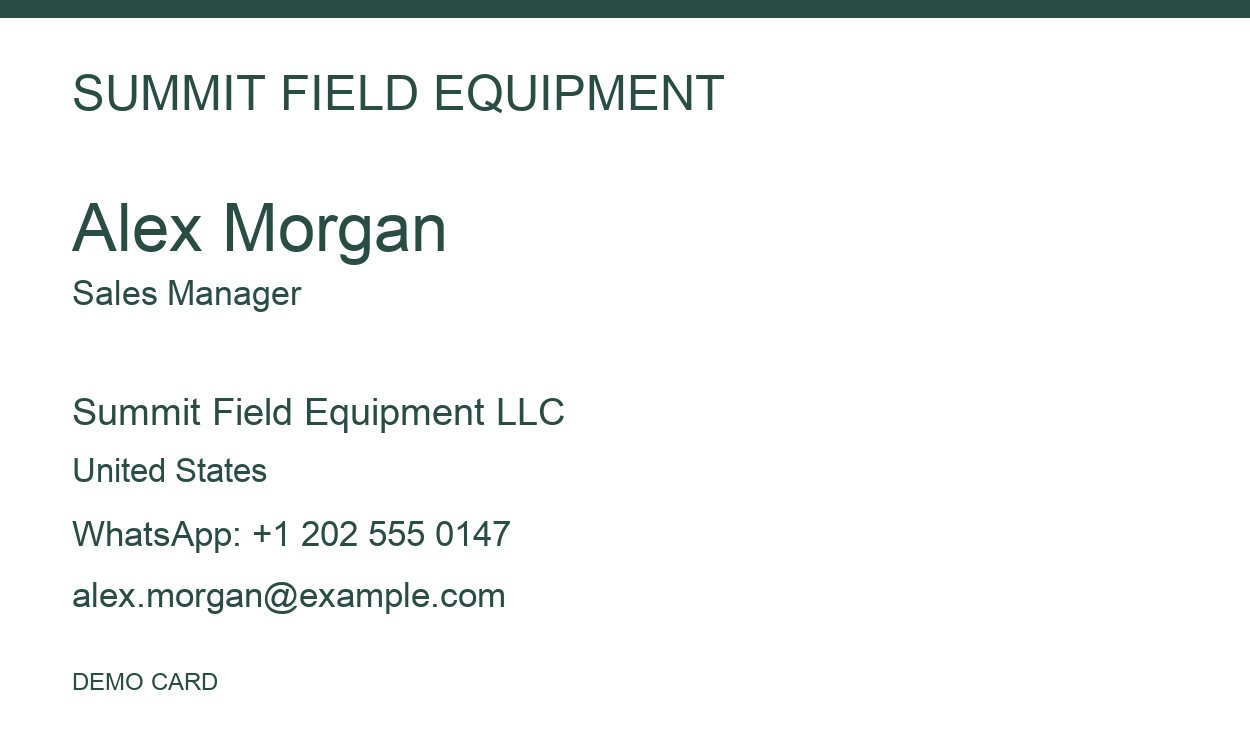 SUMMIT FIELD EQUIPMENT
Alex Morgan
Sales Manager
Summit Field Equipment LLC
United States
WhatsApp: +1 202 555 0147
alex.morgan@example.com
DEMO CARD